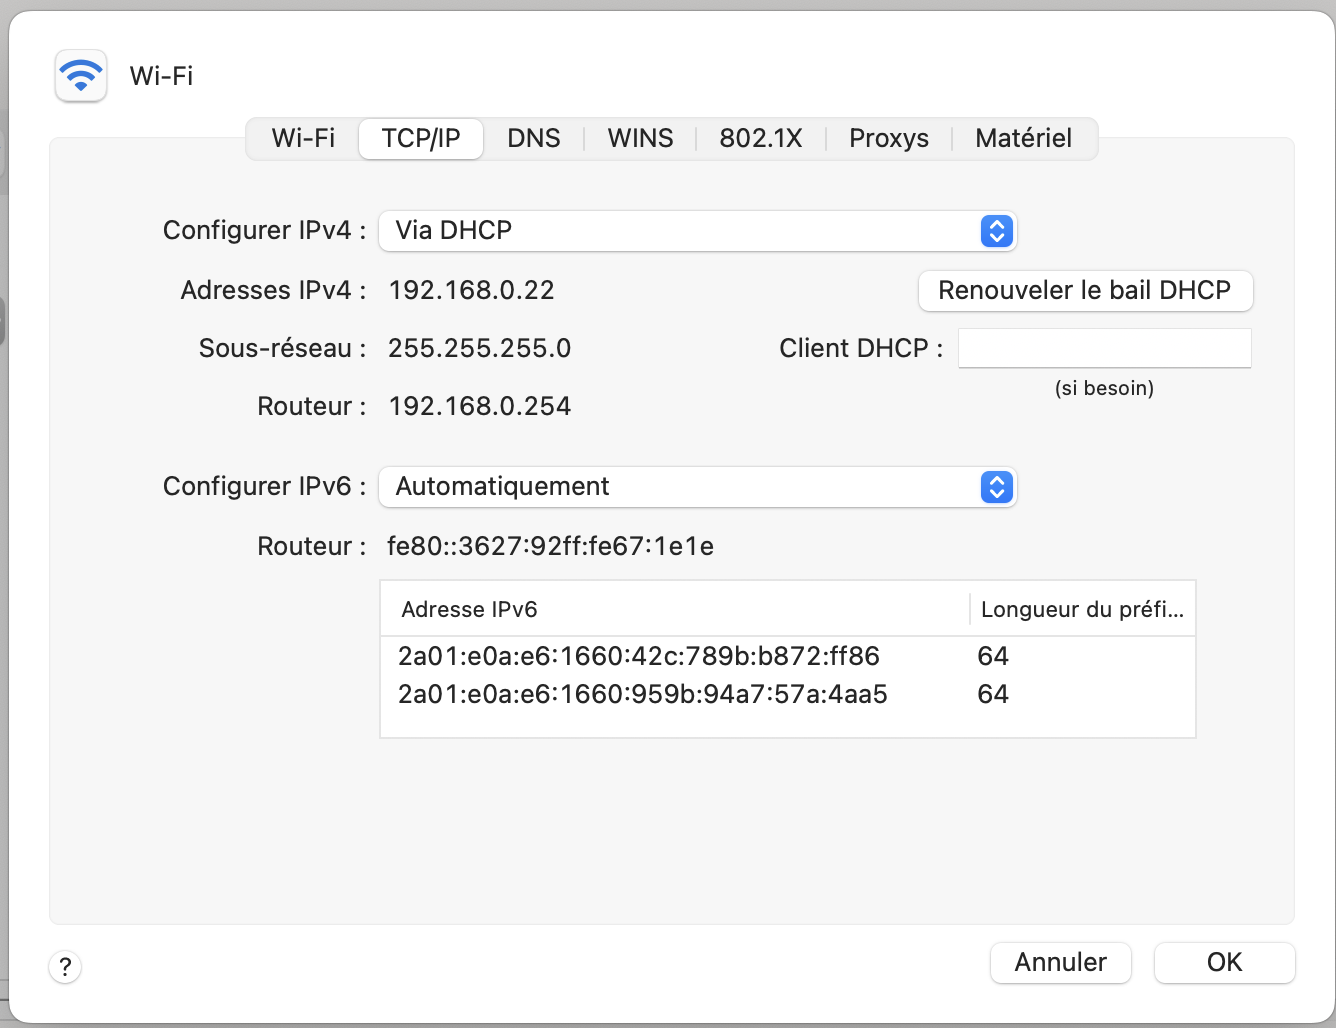 Wi-Fi
Wi-Fi TCP/IP DNS WINS 802.1X Proxys Matériel
Configurer IPv4 : Via DHCP
Adresses IPv4 : 192.168.0.22 Renouveler le bail DHCP
Sous-réseau : 255.255.255.0 Client DHCP :
(si besoin)
Routeur : 192.168.0.254
Configurer IPv6 : Automatiquement
Routeur : fe80::3627:92ff:fe67:1e1e
Adresse IPv6 Longueur du préfi...
2a01:e0a:e6:1660:42c:789b:b872:ff86 64
2a01:e0a:e6:1660:959b:94a7:57a:4aa5 64
? Annuler OK